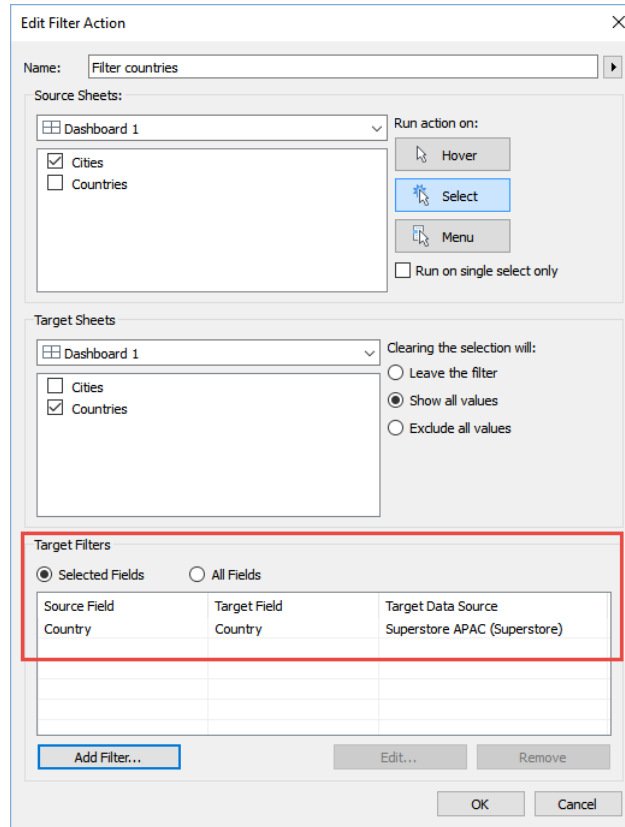 Edit Filter Action
Name: Filter countries
Source Sheets:
Dashboard 1
Cities
Countries
Run action on:
Hover
Select
Menu
Run on single select only
Target Sheets
Dashboard 1
Cities
Countries
Clearing the selection will:
Leave the filter
Show all values
Exclude all values
Target Filters
Selected Fields All Fields
Source Field Target Field Target Data Source
Country Country Superstore APAC (Superstore)
Add Filter... Edit... Remove
OK Cancel